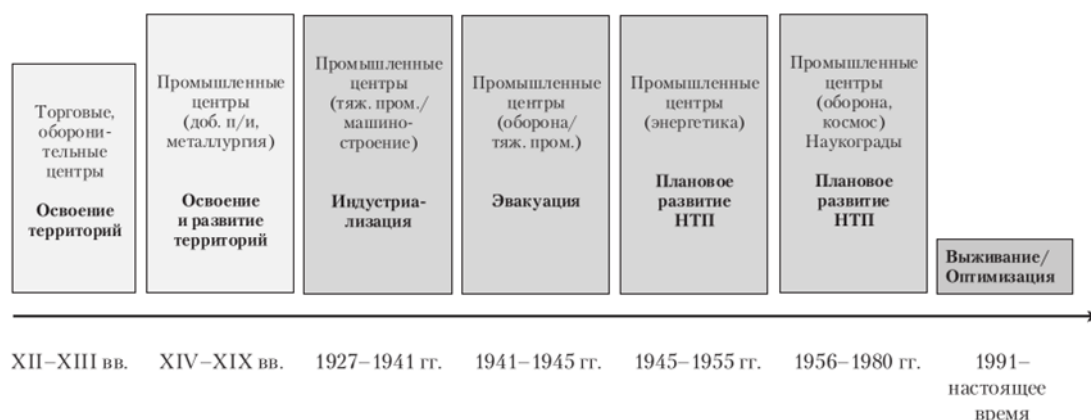 Торговые,
оборони-
тельные
центры
Освоение
территорий
Промышленные
центры
(доб. п/и,
металлургия)
Освоение
и развитие
территорий
Промышленные
центры
(тяж. пром./
машино-
строение)
Индустриа-
лизация
Промышленные
центры
(оборона/
тяж. пром.)
Эвакуация
Промышленные
центры
(энергетика)
Плановое
развитие
НТП
Промышленные
центры
(оборона,
космос)
Наукограды
Плановое
развитие
НТП
Выживание/
Оптимизация
XII–XIII вв.
XIV–XIX вв.
1927–1941 гг.
1941–1945 гг.
1945–1955 гг.
1956–1980 гг.
1991–
настоящее
время